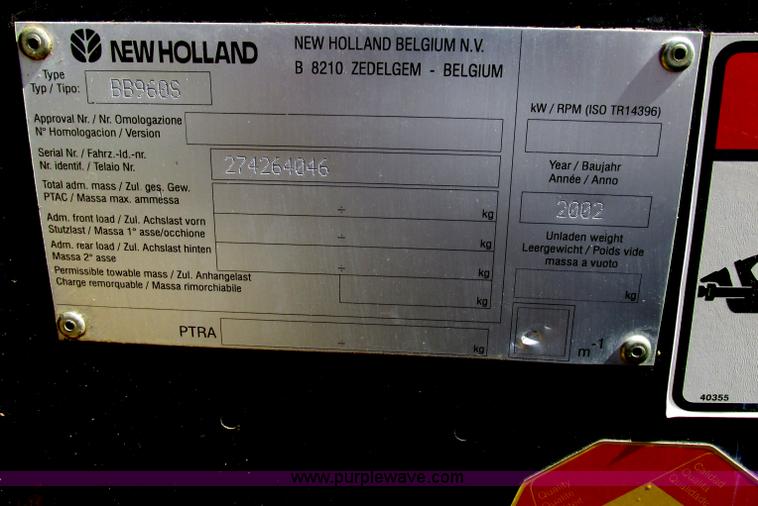 NEW HOLLAND
NEW HOLLAND BELGIUM N.V.
B 8210 ZEDELGEM - BELGIUM
Type
Typ / Tipo:
BB960S
Approval Nr. / Nr. Omologazione
N° Homologacion / Version
Serial Nr. / Fahrz.-Id.-nr.
Nr. identif. / Telaio Nr.
274264046
Total adm. mass / Zul. ges. Gew.
PTAC / Massa max. ammessa
÷ kg
Adm. front load / Zul. Achslast vorn
Stutzlast / Massa 1° asse/occhione
÷ kg
Adm. rear load / Zul. Achslast hinten
Massa 2° asse
÷ kg
Permissible towable mass / Zul. Anhangelast
Charge remorquable / Massa rimorchiabile
kg
PTRA
÷ kg
kW / RPM (ISO TR14396)
Year / Baujahr
Année / Anno
2002
Unladen weight
Leergewicht / Poids vide
massa a vuoto
kg
m-1
40355
www.purplewave.com
Quality
Qualité
Calidad
Qualidade